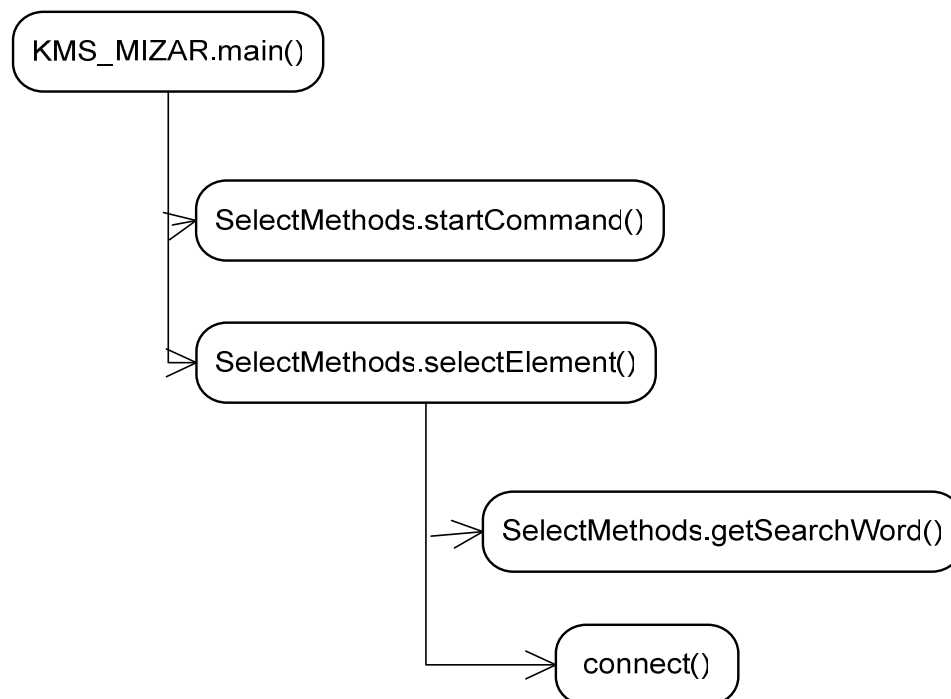 KMS_MIZAR.main()
SelectMethods.startCommand()
SelectMethods.selectElement()
SelectMethods.getSearchWord()
connect()